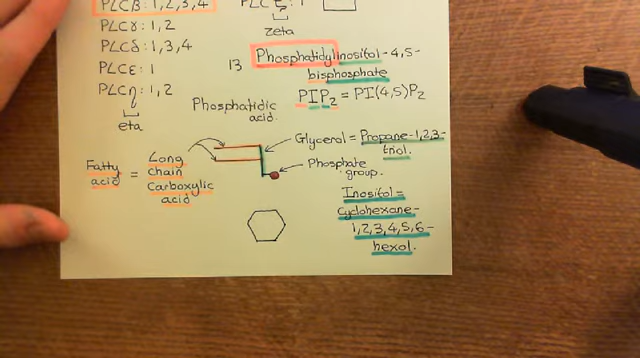 PLCβ: 1,2,3,4
PLCζ: 1
PLCγ: 1,2
zeta
PLCδ: 1,3,4
PLCε: 1
13
PLCη: 1,2
eta
Phosphatidylinositol-4,5-
bisphosphate
PIP₂ = PI(4,5)P₂
Phosphatidic
acid.
Glycerol = Propane-1,2,3-
triol.
Phosphate
group.
Fatty
acid
=
Long
chain
Carboxylic
acid
Inositol =
Cyclohexane-
1,2,3,4,5,6-
hexol.